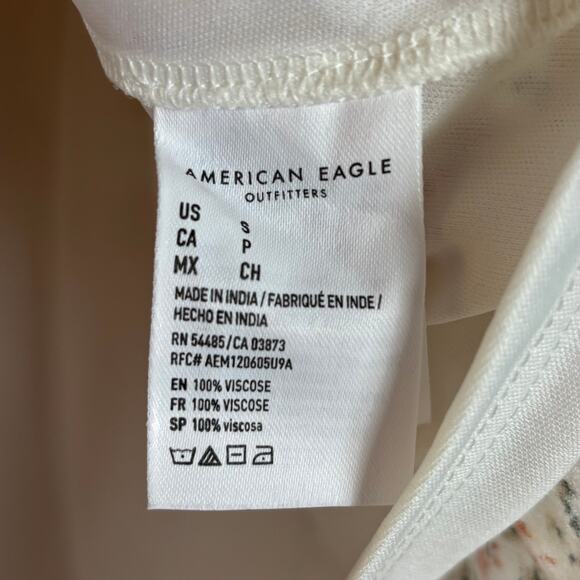 AMERICAN EAGLE
OUTFITTERS
US S
CA P
MX CH
MADE IN INDIA / FABRIQUÉ EN INDE /
HECHO EN INDIA
RN 54485 / CA 03873
RFC# AEM120605U9A
EN 100% VISCOSE
FR 100% VISCOSE
SP 100% viscosa